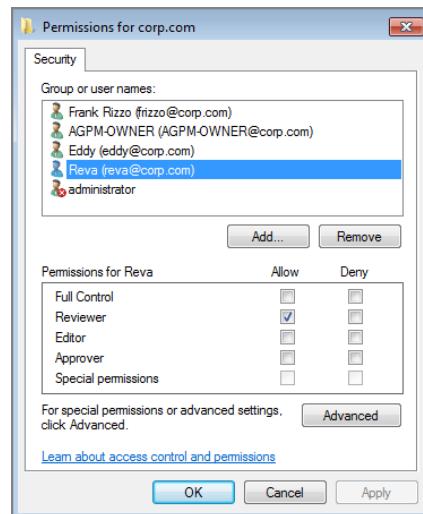 Permissions for corp.com
Security
Group or user names:
Frank Rizzo (frizzo@corp.com)
AGPM-OWNER (AGPM-OWNER@corp.com)
Eddy (eddy@corp.com)
Reva (reva@corp.com)
administrator
Add... Remove
Permissions for Reva Allow Deny
Full Control
Reviewer
Editor
Approver
Special permissions
For special permissions or advanced settings, Advanced
click Advanced.
Learn about access control and permissions
OK Cancel Apply